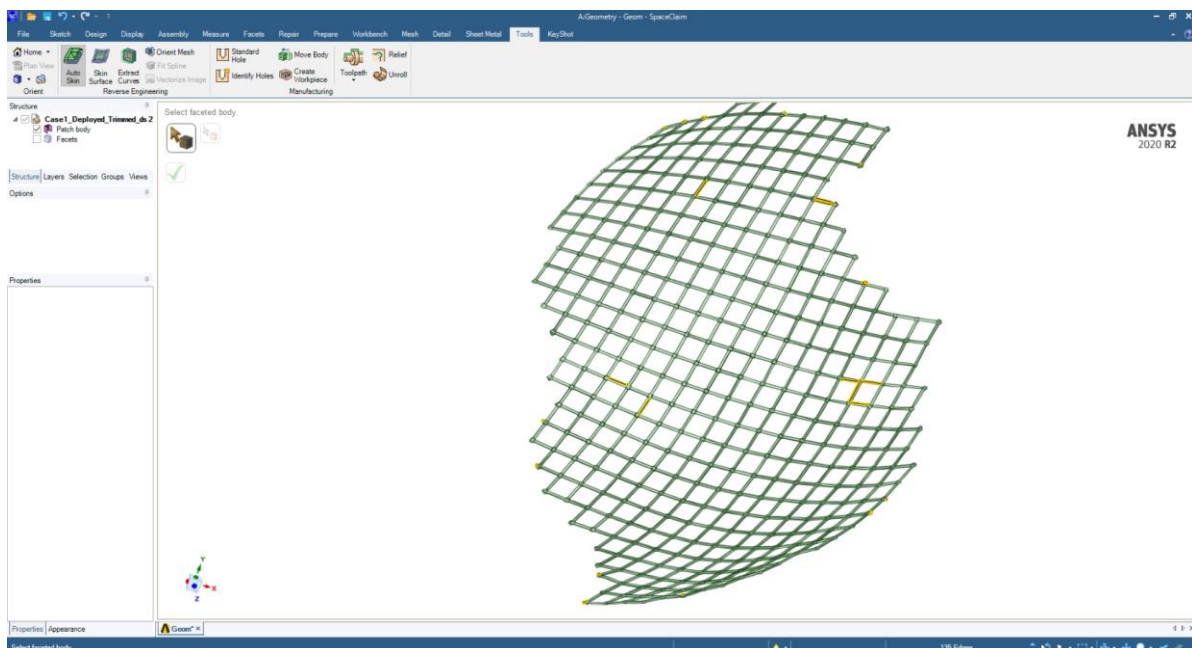 A:Geometry - Geom - SpaceClaim
File Sketch Design Display Assembly Measure Facets Repair Prepare Workbench Mesh Detail Sheet Metal Tools KeyShot
Home
Plan View
Orient
Auto Skin
Skin Surface
Extract Curves
Orient Mesh
Fit Spline
Vectorize Image
Reverse Engineering
Standard Hole
Identify Holes
Move Body
Create Workpiece
Toolpath
Relief
Unroll
Manufacturing
Structure
Case1_Deployed_Trimmed_ds 2
Patch body
Facets
Structure Layers Selection Groups Views
Options
Properties
Properties Appearance
Select faceted body
ANSYS
2020 R2
Y
X
Z
Geom*
Select faceted body